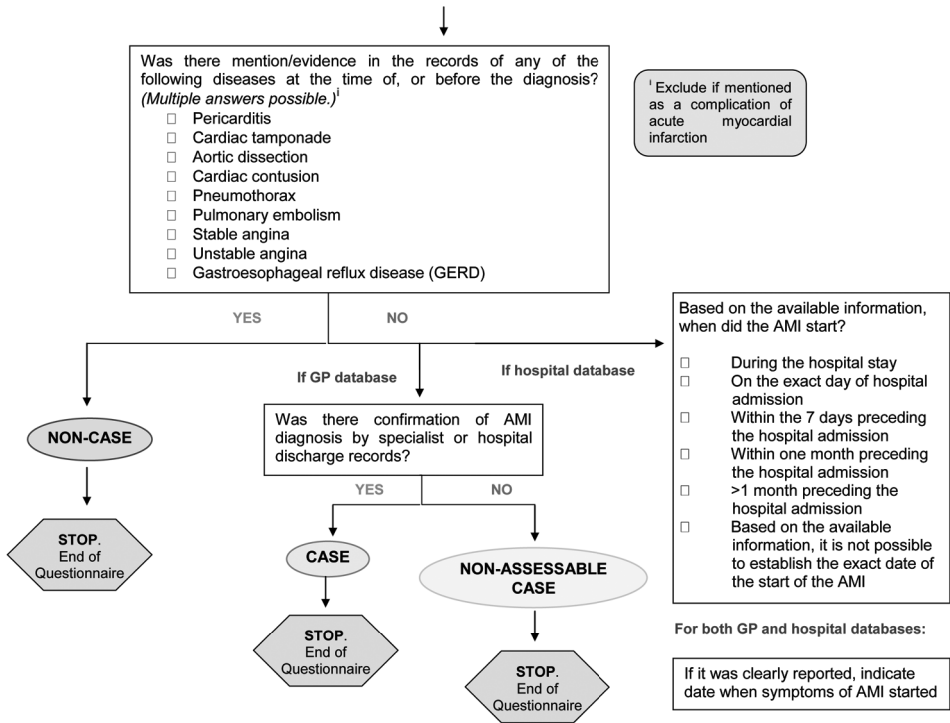 Was there mention/evidence in the records of any of the
following diseases at the time of, or before the diagnosis?
(Multiple answers possible.)i
Pericarditis
Cardiac tamponade
Aortic dissection
Cardiac contusion
Pneumothorax
Pulmonary embolism
Stable angina
Unstable angina
Gastroesophageal reflux disease (GERD)
i Exclude if mentioned
as a complication of
acute myocardial
infarction
YES
NO
If GP database
If hospital database
NON-CASE
STOP.
End of
Questionnaire
Was there confirmation of AMI
diagnosis by specialist or hospital
discharge records?
YES
NO
CASE
STOP.
End of
Questionnaire
NON-ASSESSABLE
CASE
STOP.
End of
Questionnaire
Based on the available information,
when did the AMI start?
During the hospital stay
On the exact day of hospital
admission
Within the 7 days preceding
the hospital admission
Within one month preceding
the hospital admission
>1 month preceding the
hospital admission
Based on the available
information, it is not possible
to establish the exact date of
the start of the AMI
For both GP and hospital databases:
If it was clearly reported, indicate
date when symptoms of AMI started